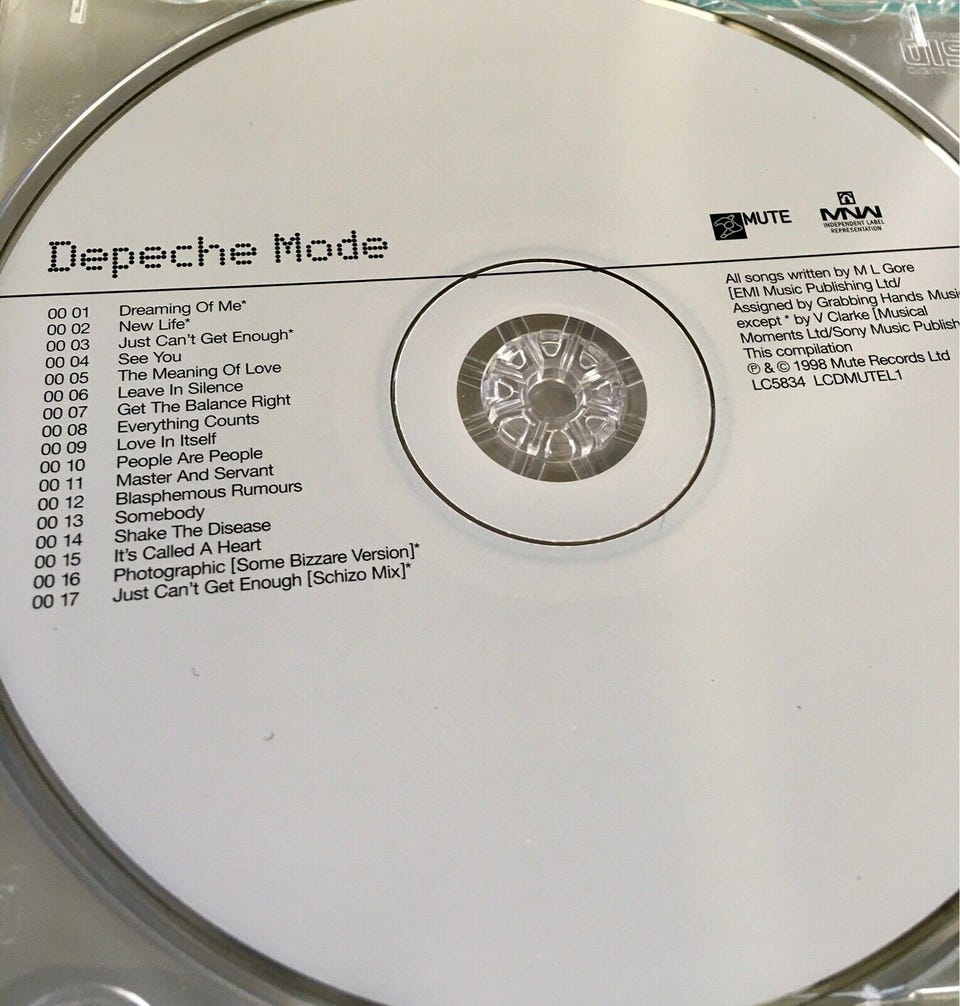 Depeche Mode
00 01 Dreaming Of Me*
00 02 New Life*
00 03 Just Can't Get Enough*
00 04 See You
00 05 The Meaning Of Love
00 06 Leave In Silence
00 07 Get The Balance Right
00 08 Everything Counts
00 09 Love In Itself
00 10 People Are People
00 11 Master And Servant
00 12 Blasphemous Rumours
00 13 Somebody
00 14 Shake The Disease
00 15 It's Called A Heart
00 16 Photographic [Some Bizzare Version]*
00 17 Just Can't Get Enough [Schizo Mix]*
MUTE
MNW
INDEPENDENT LABEL
REPRESENTATION
All songs written by M L Gore
[EMI Music Publishing Ltd/
Assigned by Grabbing Hands Musi
except * by V Clarke [Musical
Moments Ltd/Sony Music Publish
This compilation
℗ & © 1998 Mute Records Ltd
LC5834 LCDMUTEL1